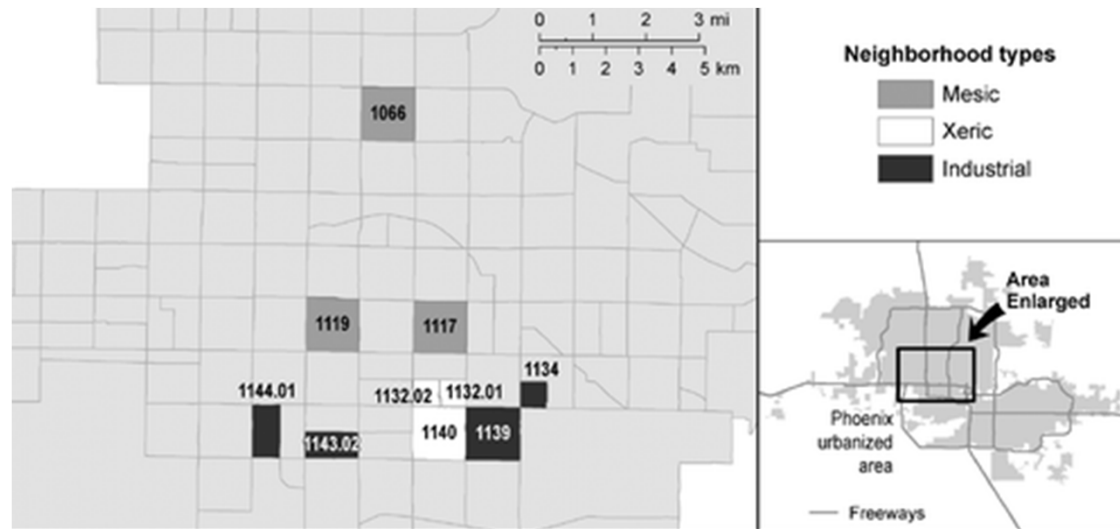 0 1 2 3 mi
0 1 2 3 4 5 km
1066
1119
1117
1134
1144.01
1132.02
1132.01
1143.02
1140
1139
Neighborhood types
Mesic
Xeric
Industrial
Area
Enlarged
Phoenix
urbanized
area
Freeways